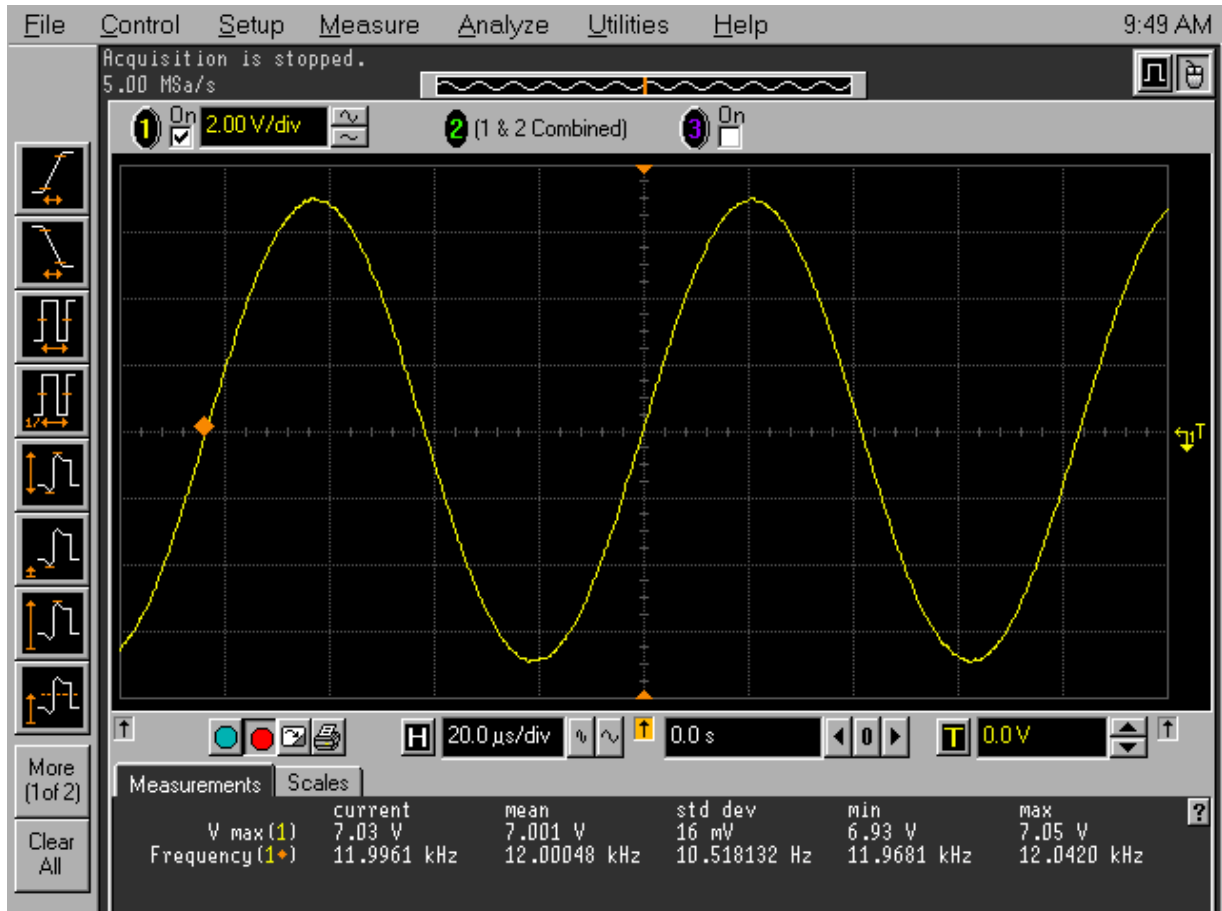 File Control Setup Measure Analyze Utilities Help 9:49 AM
Acquisition is stopped.
5.00 MSa/s
1 On 2.00 V/div 2 (1 & 2 Combined) 3 On
1 T
1/
H 20.0 µs/div 0.0 s 0 T 0.0 V
More
(1of 2)
Clear
All
Measurements Scales
current mean std dev min max ?
V max(1) 7.03 V 7.001 V 16 mV 6.93 V 7.05 V
Frequency(1◆) 11.9961 kHz 12.00048 kHz 10.518132 Hz 11.9681 kHz 12.0420 kHz